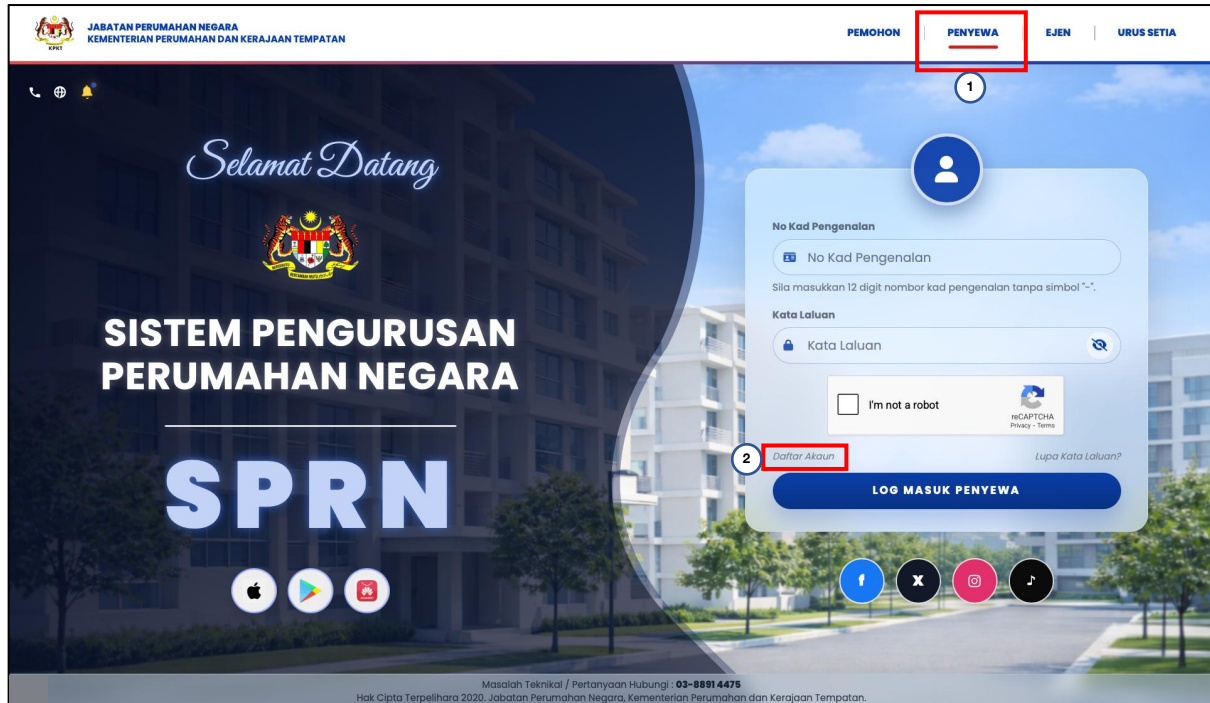 KPKT
JABATAN PERUMAHAN NEGARA
KEMENTERIAN PERUMAHAN DAN KERAJAAN TEMPATAN
PEMOHON
PENYEWA
EJEN
URUS SETIA
1
Selamat Datang
SISTEM PENGURUSAN
PERUMAHAN NEGARA
SPRN
No Kad Pengenalan
No Kad Pengenalan
Sila masukkan 12 digit nombor kad pengenalan tanpa simbol "-".
Kata Laluan
Kata Laluan
I'm not a robot
reCAPTCHA
Privacy - Terms
2
Daftar Akaun
Lupa Kata Laluan?
LOG MASUK PENYEWA
Masalah Teknikal / Pertanyaan Hubungi : 03-8891 4475
Hak Cipta Terpelihara 2020. Jabatan Perumahan Negara, Kementerian Perumahan dan Kerajaan Tempatan.